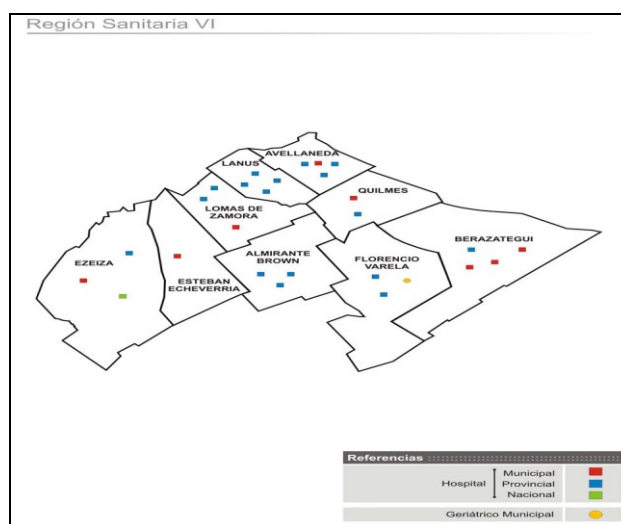 Región Sanitaria VI
AVELLANEDA
LANUS
QUILMES
LOMAS DE
ZAMORA
BERAZATEGUI
ALMIRANTE
BROWN
FLORENCIO
VARELA
EZEIZA
ESTEBAN
ECHEVERRIA
Referencias
Municipal
Hospital
Provincial
Nacional
Geriátrico Municipal